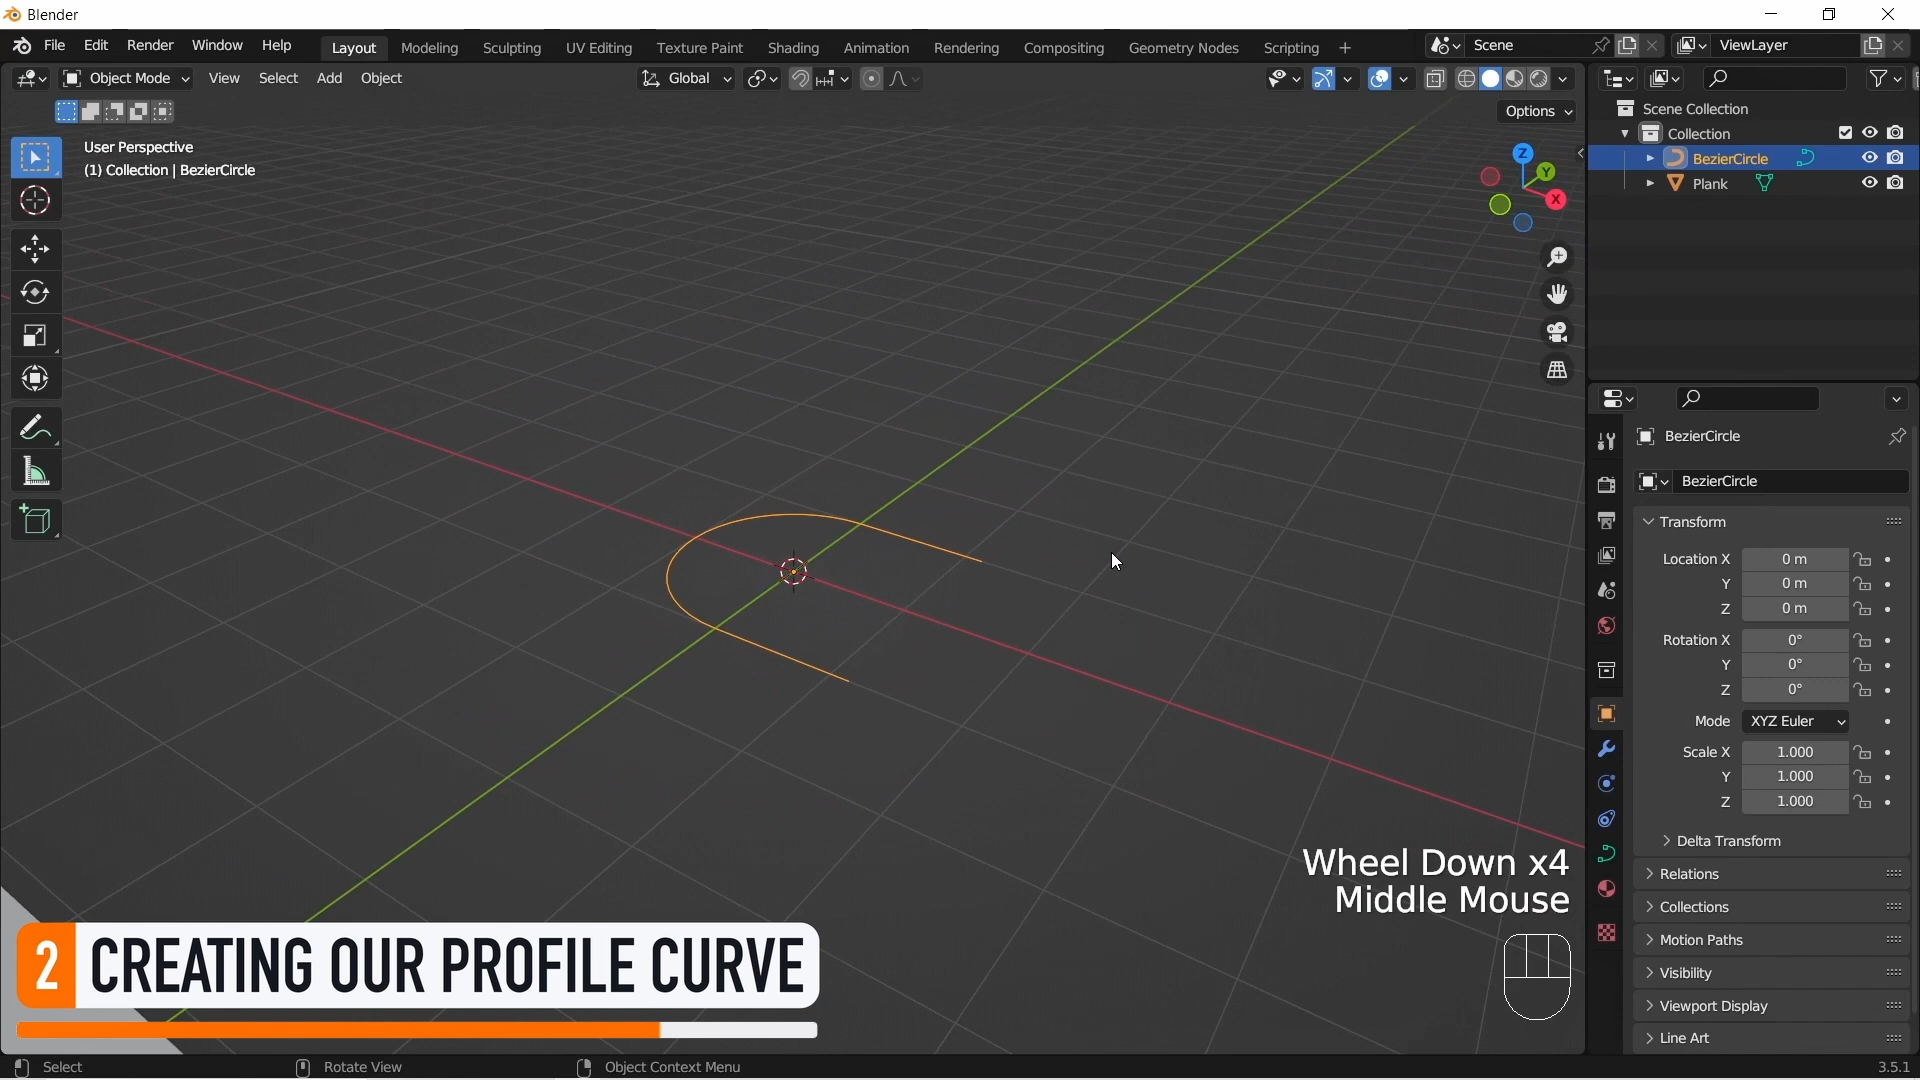 Blender
File Edit Render Window Help Layout Modeling Sculpting UV Editing Texture Paint Shading Animation Rendering Compositing Geometry Nodes Scripting + Scene ViewLayer
Object Mode View Select Add Object Global
Options
User Perspective
(1) Collection | BezierCircle
Z
Y
X
Scene Collection
Collection
BezierCircle
Plank
BezierCircle
BezierCircle
Transform
Location X 0 m
Y 0 m
Z 0 m
Rotation X 0°
Y 0°
Z 0°
Mode XYZ Euler
Scale X 1.000
Y 1.000
Z 1.000
Delta Transform
Relations
Collections
Motion Paths
Visibility
Viewport Display
Line Art
Wheel Down x4
Middle Mouse
2 CREATING OUR PROFILE CURVE
Select Rotate View Object Context Menu 3.5.1